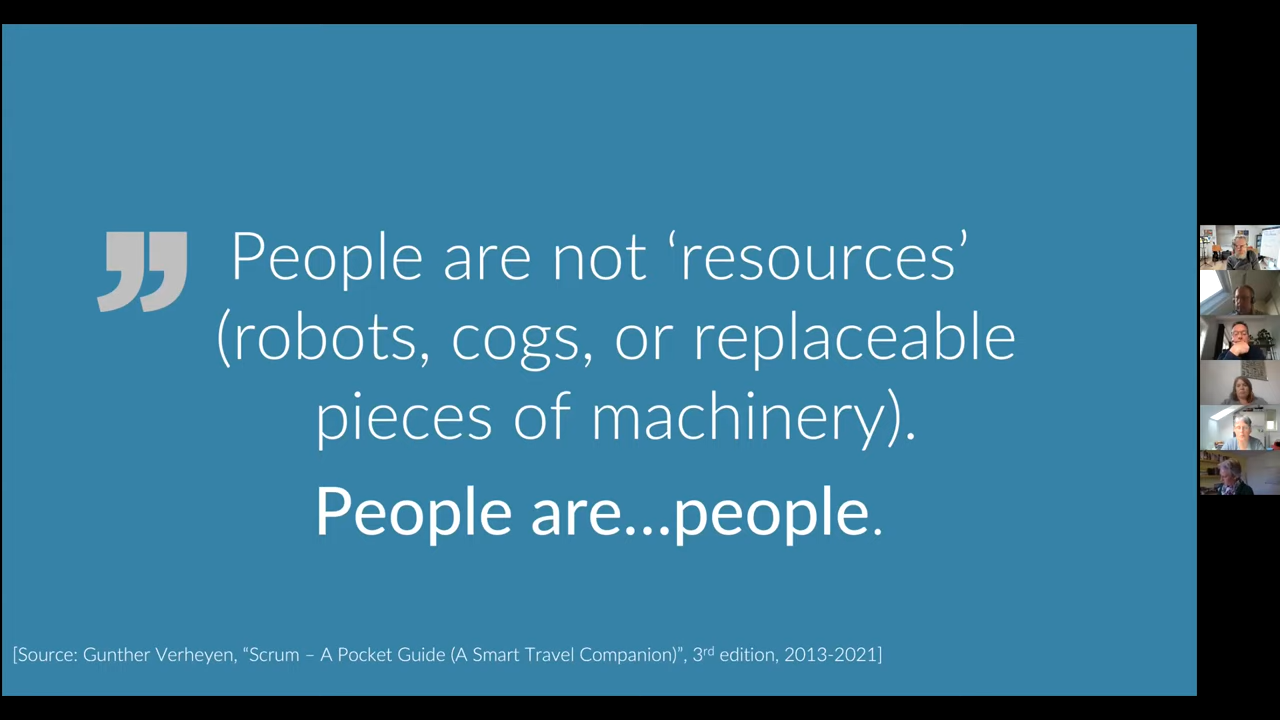 ” People are not ‘resources’
(robots, cogs, or replaceable
pieces of machinery).
People are...people.
[Source: Gunther Verheyen, “Scrum – A Pocket Guide (A Smart Travel Companion)”, 3rd edition, 2013-2021]